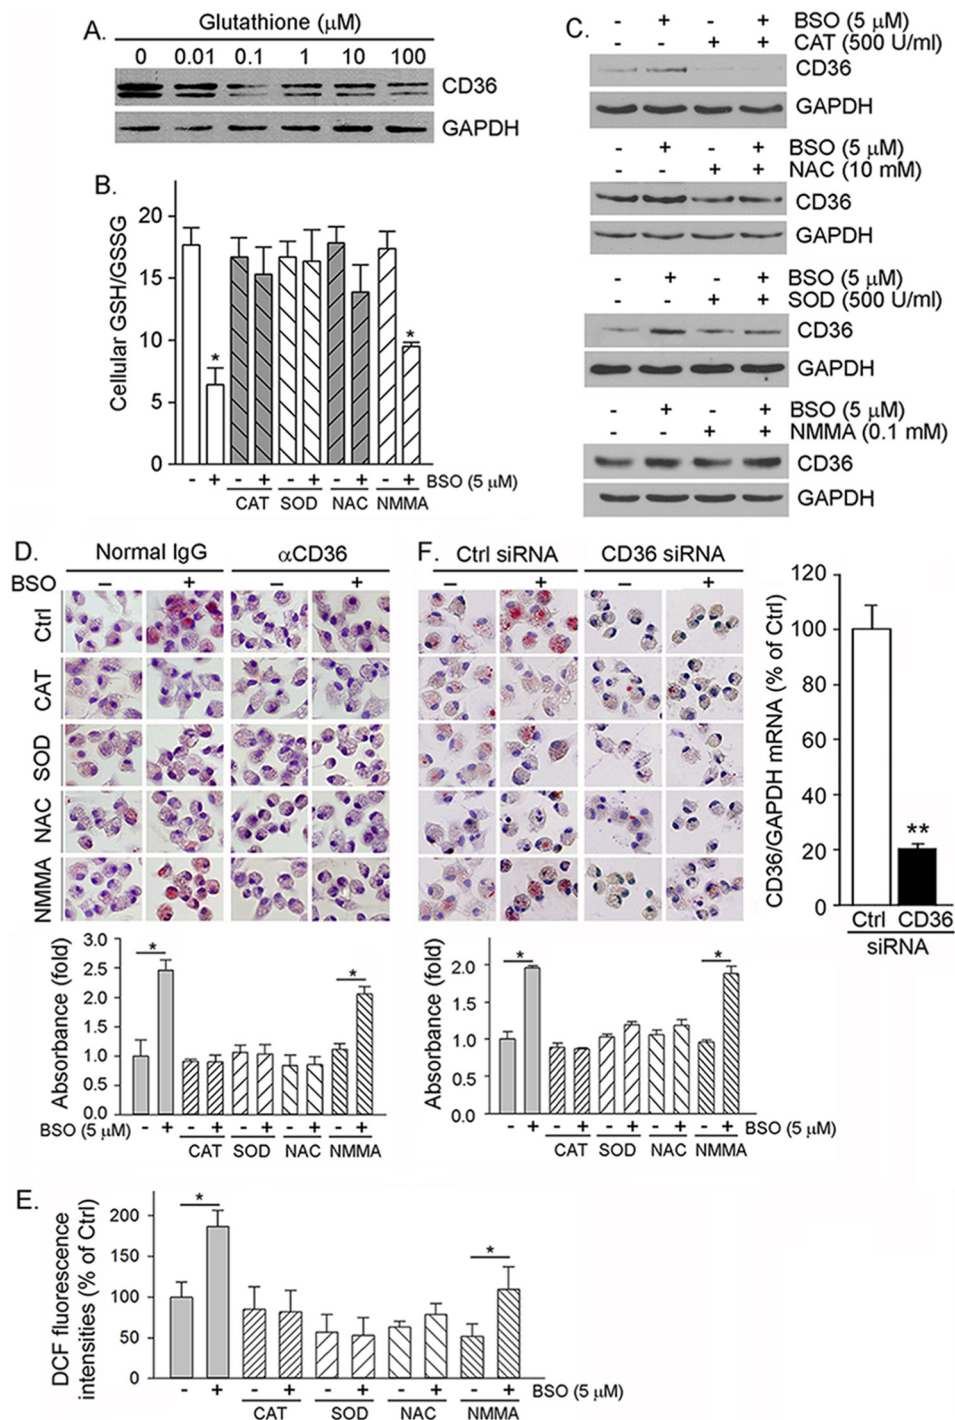 A.
Glutathione (μM)
0 0.01 0.1 1 10 100
CD36
GAPDH
B.
Cellular GSH/GSSG
20
15
10
5
0
*
*
- + - + - + - + - + BSO (5 μM)
CAT SOD NAC NMMA
C.
- + - + BSO (5 μM)
- - + + CAT (500 U/ml)
CD36
GAPDH
- + - + BSO (5 μM)
- - + + NAC (10 mM)
CD36
GAPDH
- + - + BSO (5 μM)
- - + + SOD (500 U/ml)
CD36
GAPDH
- + - + BSO (5 μM)
- - + + NMMA (0.1 mM)
CD36
GAPDH
D.
Normal IgG αCD36
BSO − + − +
Ctrl
CAT
SOD
NAC
NMMA
Absorbance (fold)
3.0
2.5
2.0
1.5
1.0
0.5
0.0
*
*
BSO (5 μM) - + - + - + - + - +
CAT SOD NAC NMMA
F.
Ctrl siRNA CD36 siRNA
− + − +
CD36/GAPDH mRNA (% of Ctrl)
120
100
80
60
40
20
0
**
Ctrl CD36
siRNA
Absorbance (fold)
2.0
1.5
1.0
0.5
0.0
*
*
- + - + - + - + - + BSO (5 μM)
CAT SOD NAC NMMA
E.
DCF fluorescence
intensities (% of Ctrl)
200
150
100
50
0
*
*
- + - + - + - + - + BSO (5 μM)
CAT SOD NAC NMMA